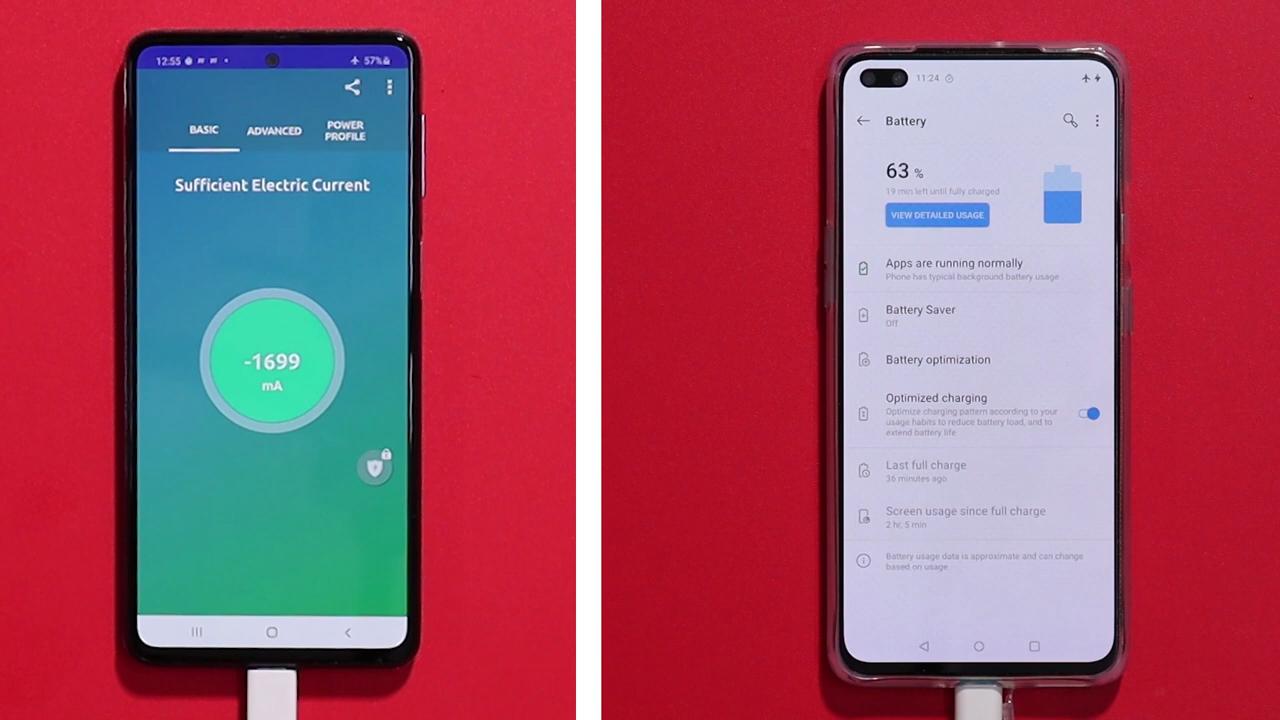 12:55
57%
BASIC
ADVANCED
POWER
PROFILE
Sufficient Electric Current
-1699
mA
11:24
Battery
63 %
19 min left until fully charged
VIEW DETAILED USAGE
Apps are running normally
Phone has typical background battery usage
Battery Saver
Off
Battery optimization
Optimized charging
Optimize charging pattern according to your
usage habits to reduce battery load, and to
extend battery life
Last full charge
36 minutes ago
Screen usage since full charge
2 hr, 5 min
Battery usage data is approximate and can change
based on usage